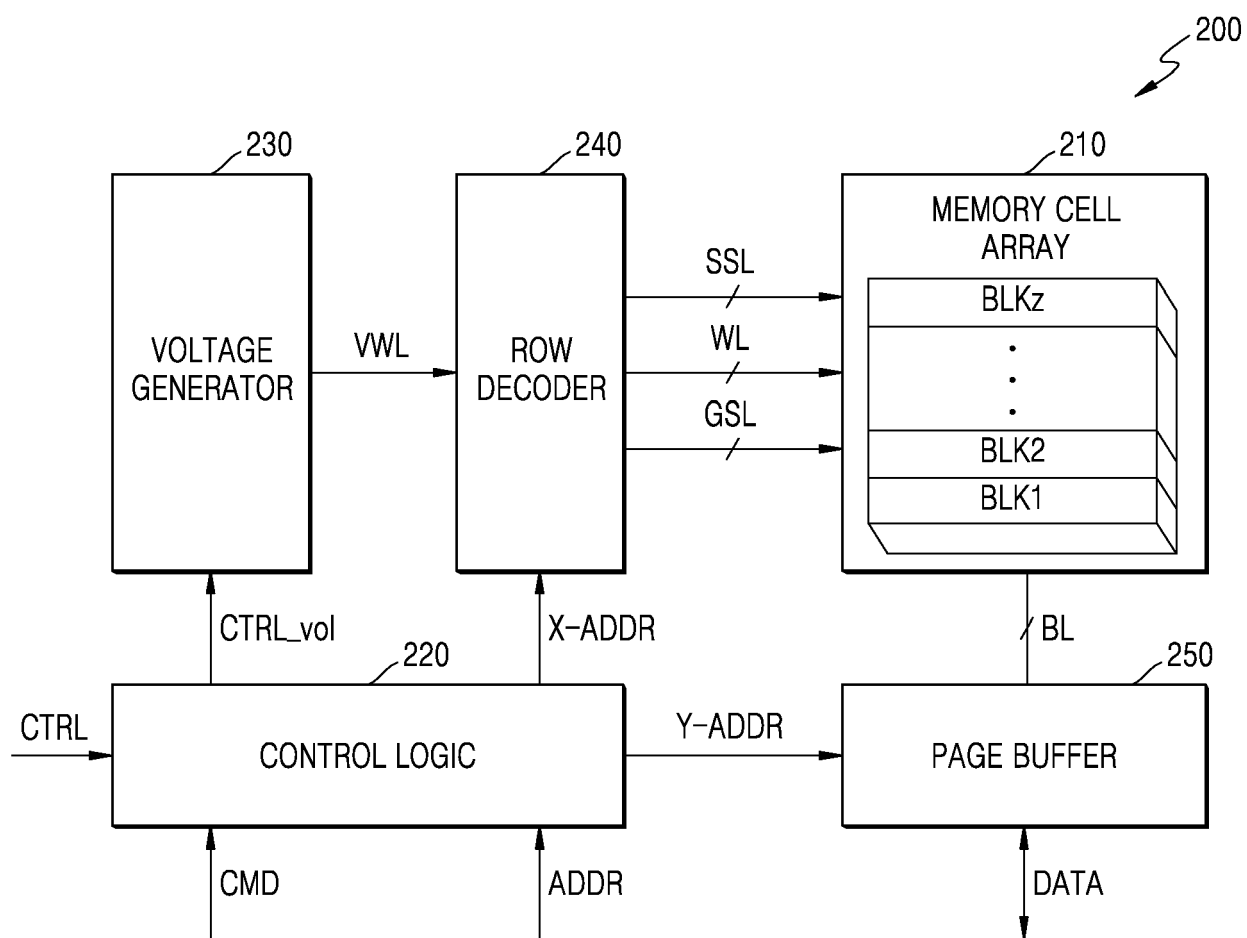 200
230
240
210
MEMORY CELL
ARRAY
SSL
BLKz
VOLTAGE
GENERATOR
VWL
ROW
DECODER
WL
GSL
BLK2
BLK1
CTRL_vol
X-ADDR
BL
220
250
CTRL
CONTROL LOGIC
Y-ADDR
PAGE BUFFER
CMD
ADDR
DATA